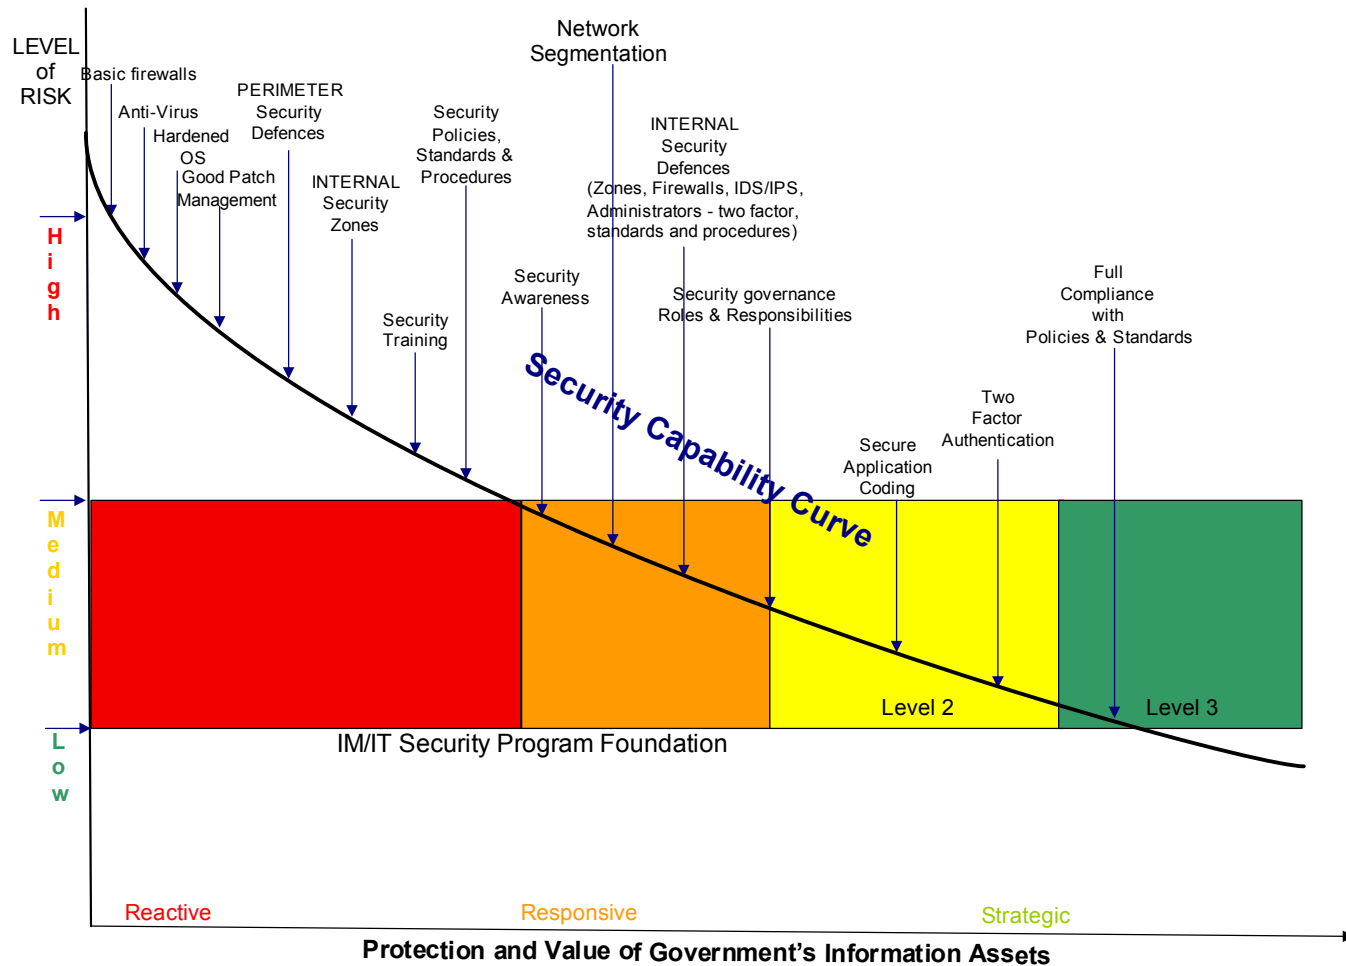 LEVEL
of
RISK
Basic firewalls
Anti-Virus
Hardened
OS
Good Patch
Management
PERIMETER
Security
Defences
INTERNAL
Security
Zones
Security
Training
Security
Policies,
Standards &
Procedures
Security
Awareness
Network
Segmentation
INTERNAL
Security
Defences
(Zones, Firewalls, IDS/IPS,
Administrators - two factor,
standards and procedures)
Security governance
Roles & Responsibilities
Secure
Application
Coding
Two
Factor
Authentication
Full
Compliance
with
Policies & Standards
Security Capability Curve
High
Medium
Low
Level 2
Level 3
IM/IT Security Program Foundation
Reactive
Responsive
Strategic
Protection and Value of Government's Information Assets